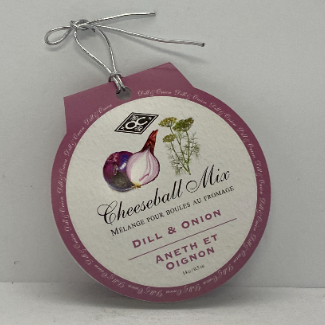 Cheeseball Mix
MÉLANGE POUR BOULES AU FROMAGE
DILL & ONION
ANETH ET
OIGNON